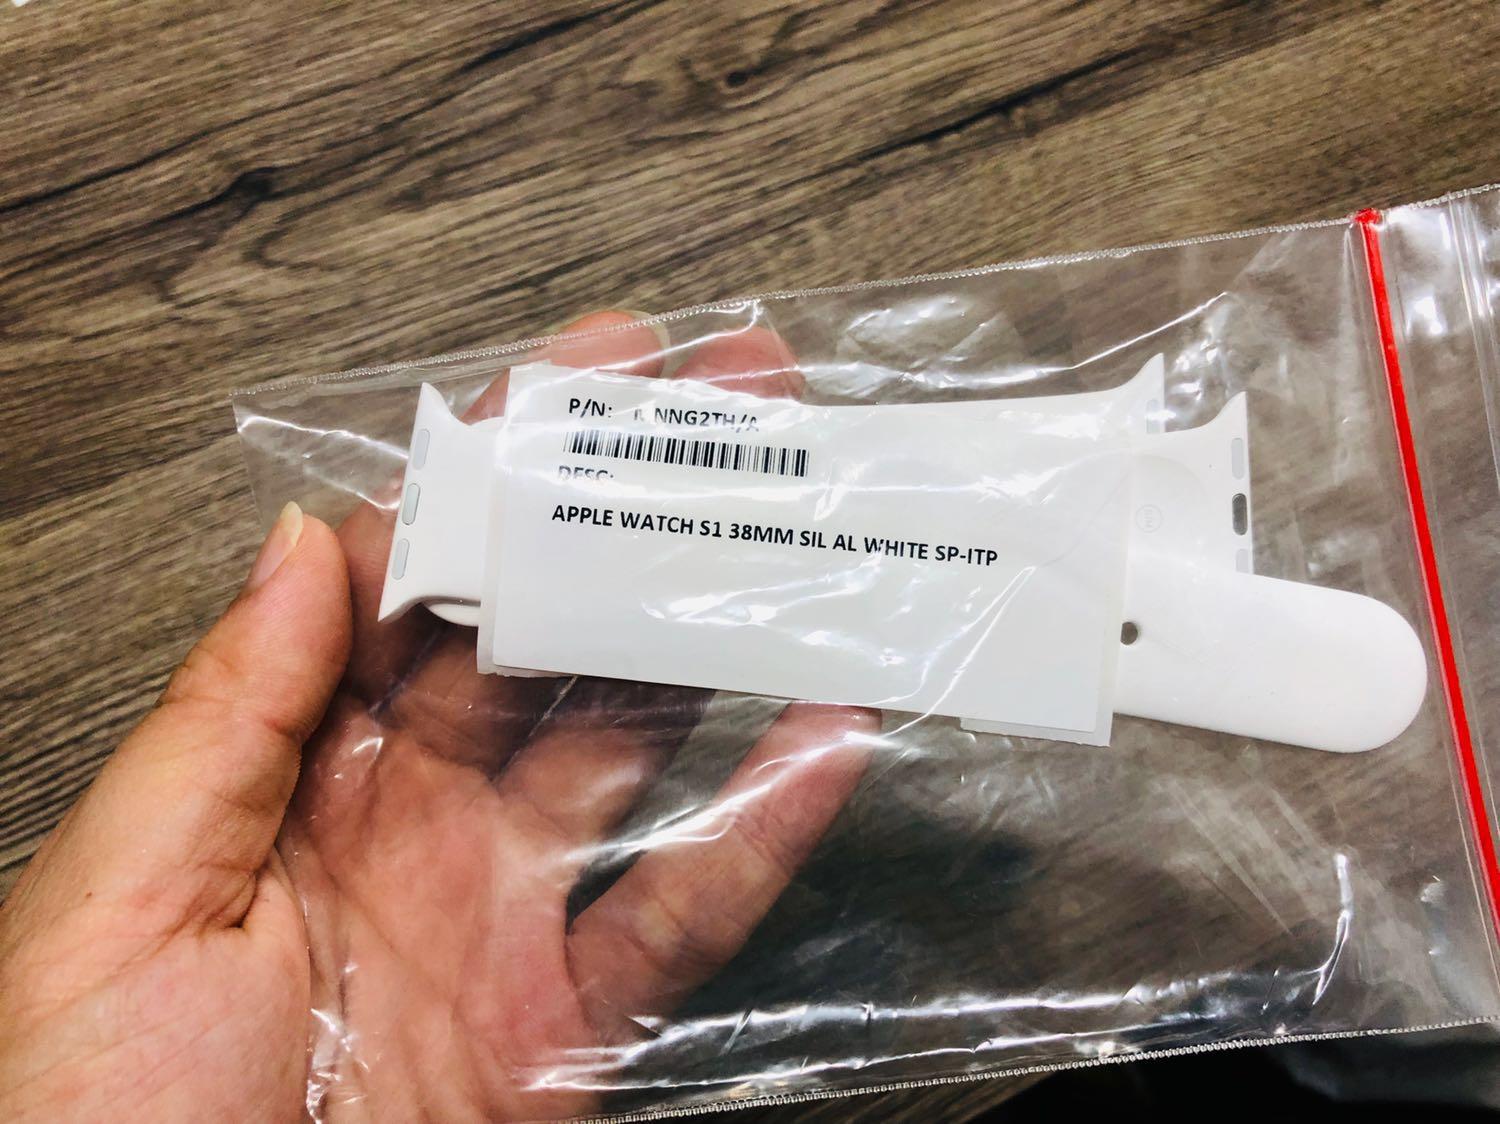 P/N: NNG2TH/A
DESC:
APPLE WATCH S1 38MM SIL AL WHITE SP-ITP